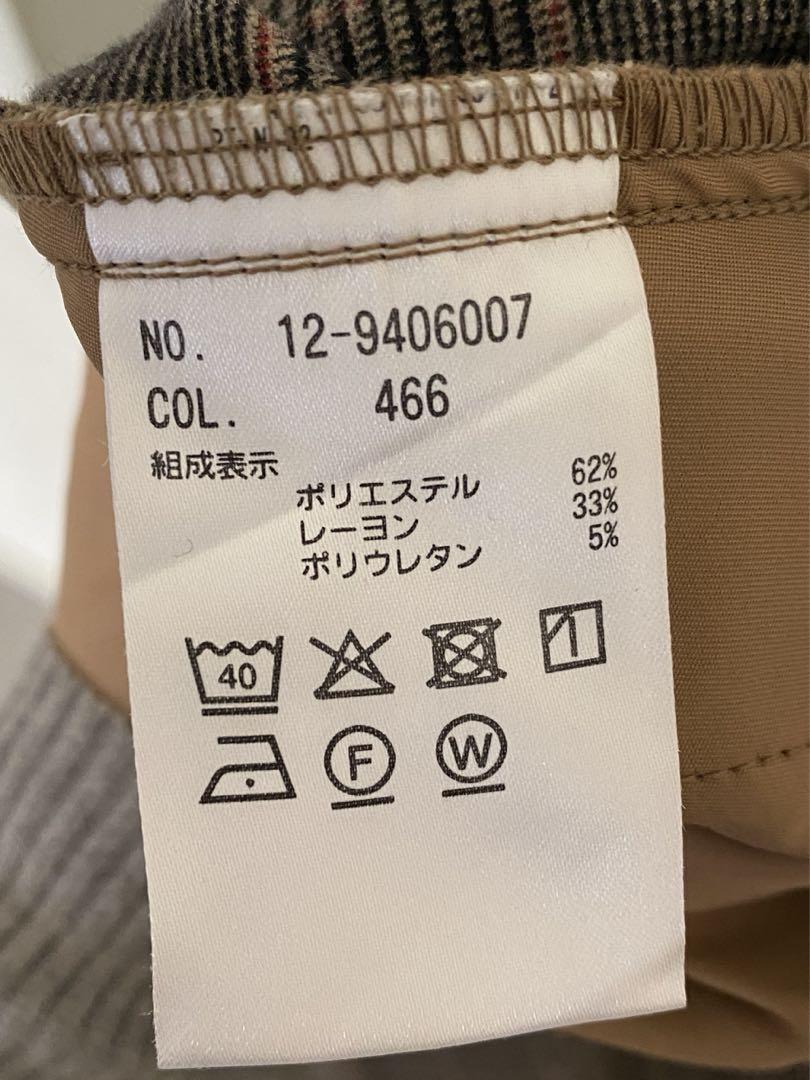 NO. 12-9406007
COL. 466
組成表示
ポリエステル 62%
レーヨン 33%
ポリウレタン 5%
40
F W